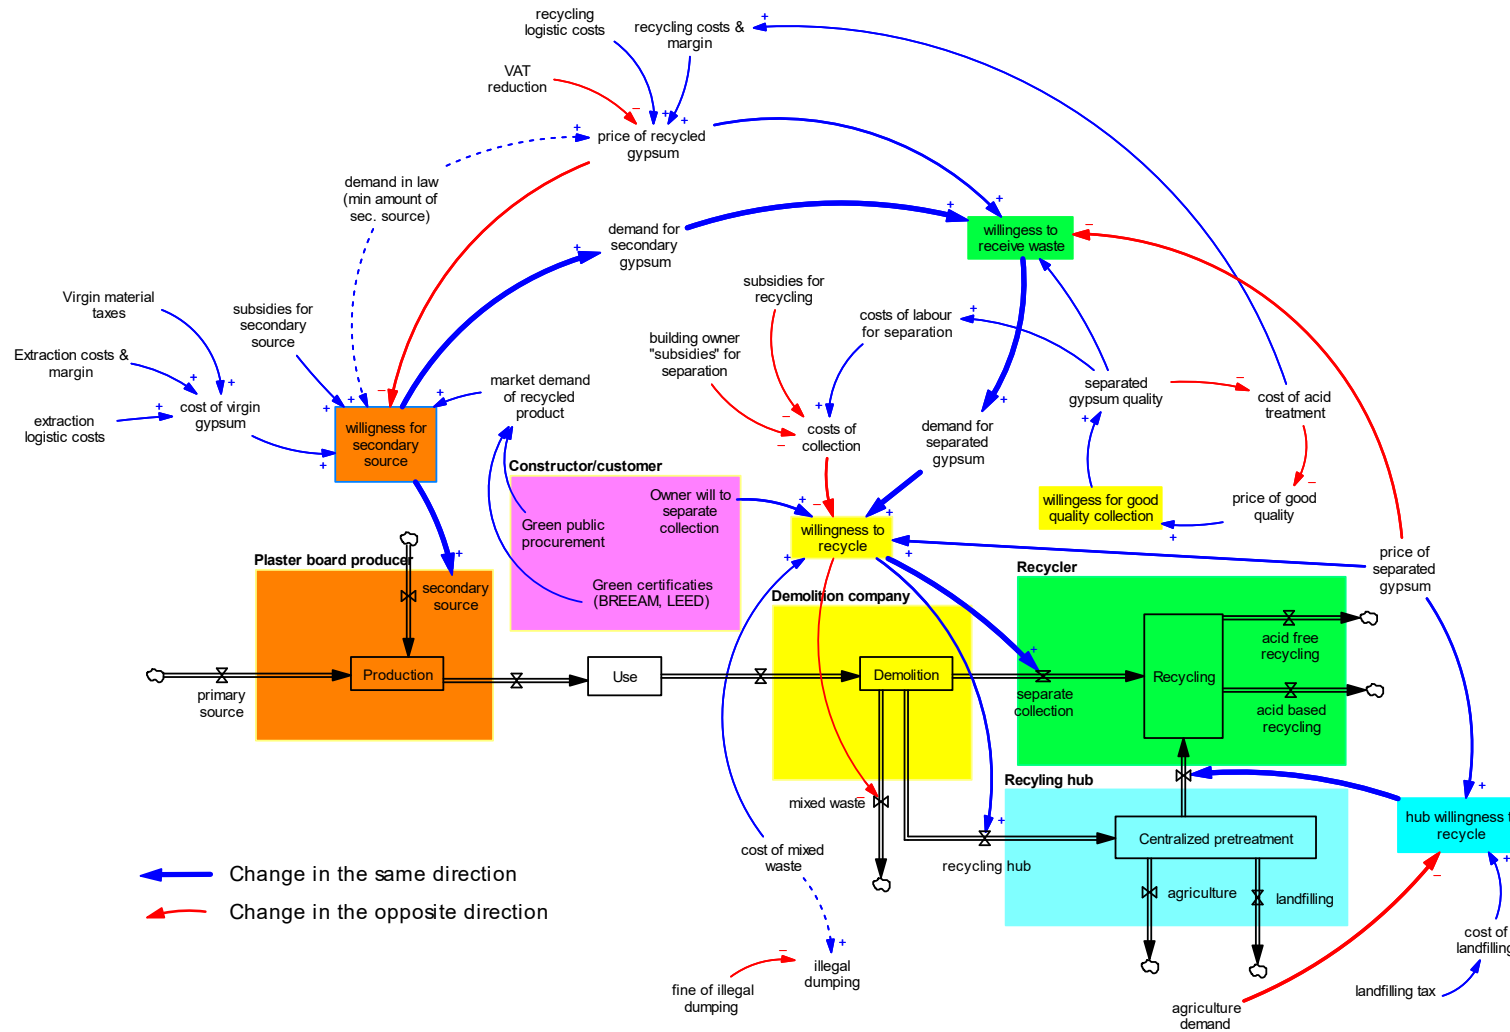 recycling
logistic costs
recycling costs &
margin
VAT
reduction
price of recycled
gypsum
demand in law
(min amount of
sec. source)
demand for
secondary
gypsum
willingess to
receive waste
Virgin material
taxes
subsidies for
secondary
source
subsidies for
recycling
costs of labour
for separation
Extraction costs &
margin
building owner
"subsidies" for
separation
market demand
of recycled
product
separated
gypsum quality
cost of acid
treatment
extraction
logistic costs
cost of virgin
gypsum
willigness for
secondary
source
costs of
collection
demand for
separated
gypsum
Constructor/customer
Owner will to
separate
collection
willingess for good
quality collection
price of good
quality
Green public
procurement
willingness to
recycle
price of
separated
gypsum
Plaster board producer
secondary
source
Green certificaties
(BREEAM, LEED)
Demolition company
Recycler
primary
source
Production
Use
Demolition
separate
collection
Recycling
acid free
recycling
acid based
recycling
Recyling hub
mixed waste
cost of mixed
waste
recycling hub
Centralized pretreatment
hub willingness t
recycle
agriculture
landfilling
Change in the same direction
Change in the opposite direction
cost of
landfilling
illegal
dumping
fine of illegal
dumping
landfilling tax
agriculture
demand